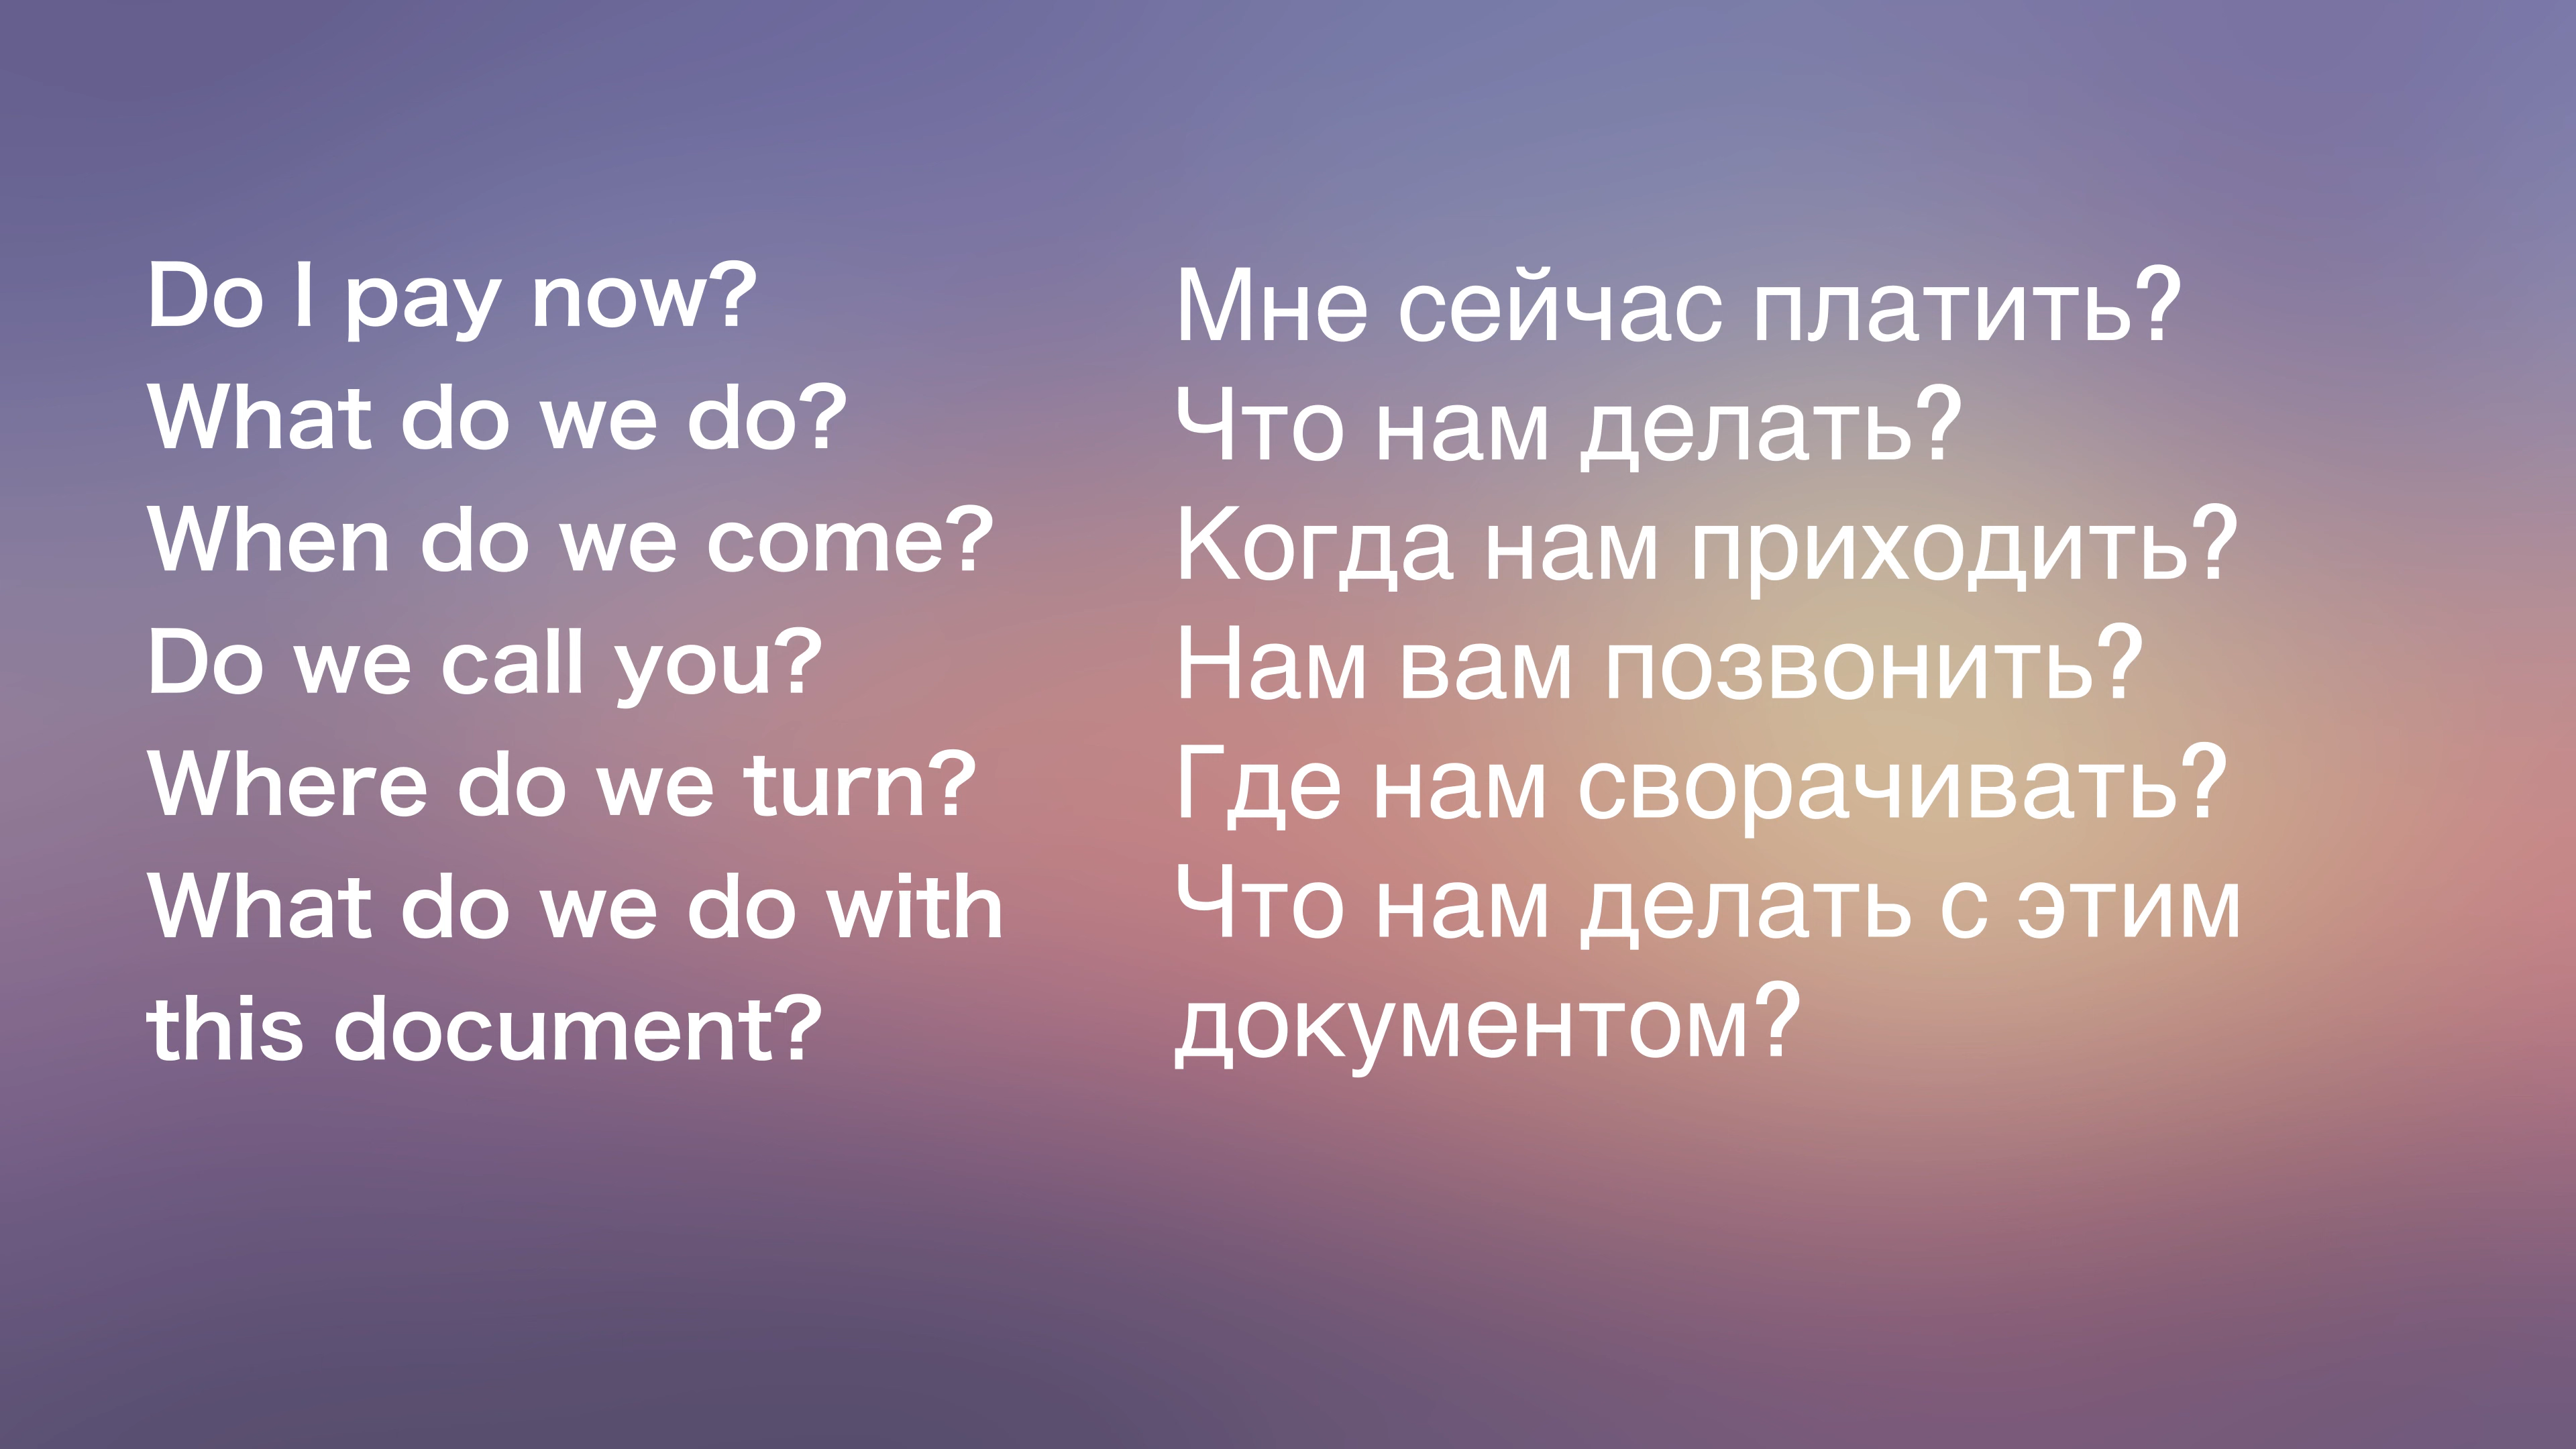 Do I pay now?
What do we do?
When do we come?
Do we call you?
Where do we turn?
What do we do with
this document?
Мне сейчас платить?
Что нам делать?
Когда нам приходить?
Нам вам позвонить?
Где нам сворачивать?
Что нам делать с этим
документом?